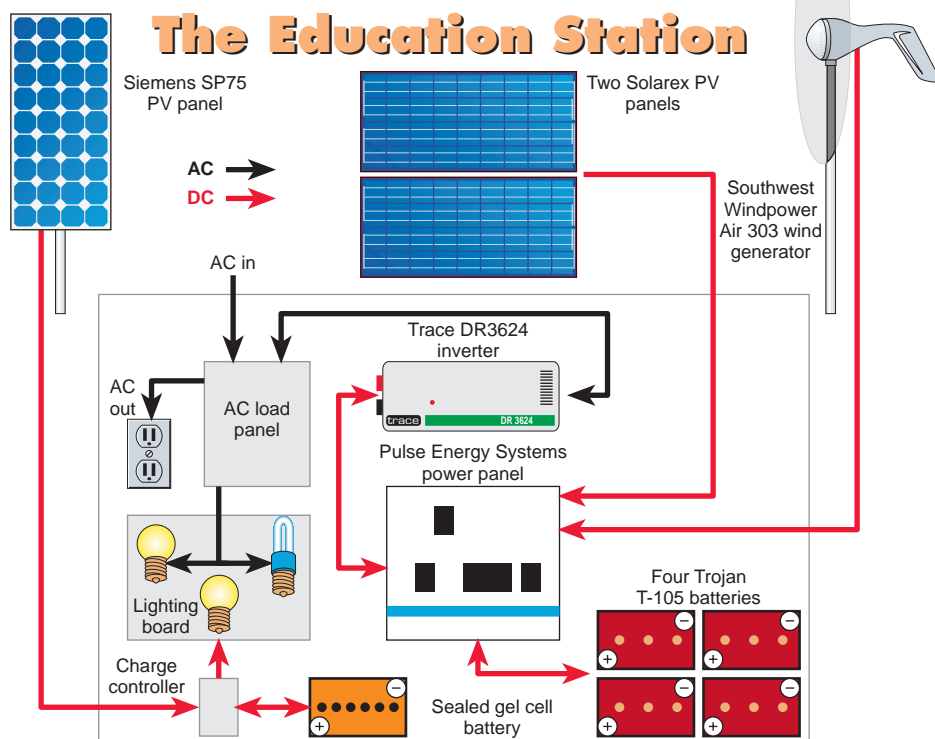 The Education Station
Siemens SP75
PV panel
Two Solarex PV
panels
AC
DC
Southwest
Windpower
Air 303 wind
generator
AC in
Trace DR3624
inverter
AC
out
AC load
panel
trace
DR 3624
Pulse Energy Systems
power panel
Lighting
board
Four Trojan
T-105 batteries
Charge
controller
Sealed gel cell
battery
+
−
+
−
+
−
+
−
+
−